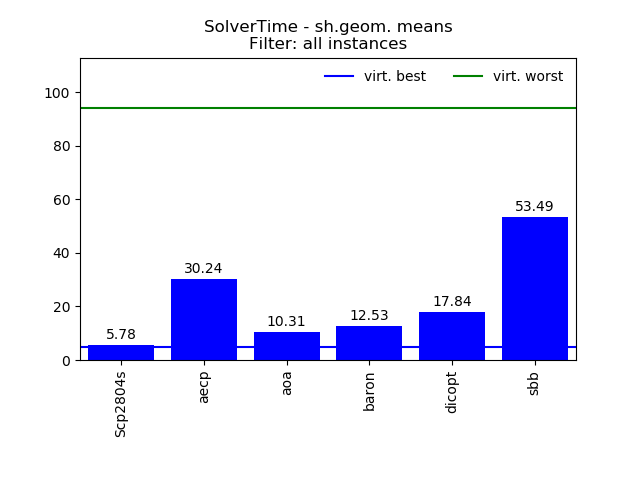 SolverTime - sh.geom. means
Filter: all instances
virt. best virt. worst
100
80
60
40
20
0
5.78
30.24
10.31
12.53
17.84
53.49
Scp2804s
aecp
aoa
baron
dicopt
sbb